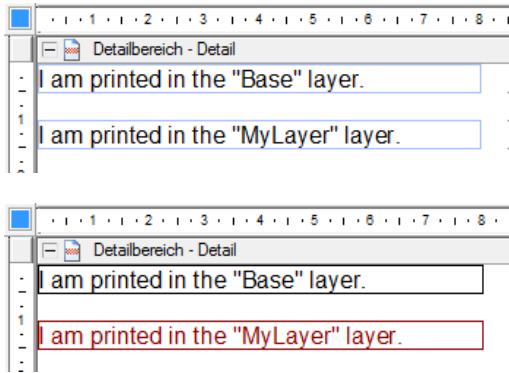 1 2 3 4 5 6 7 8
Detailbereich - Detail
I am printed in the "Base" layer.
1
I am printed in the "MyLayer" layer.
1 2 3 4 5 6 7 8
Detailbereich - Detail
I am printed in the "Base" layer.
1
I am printed in the "MyLayer" layer.